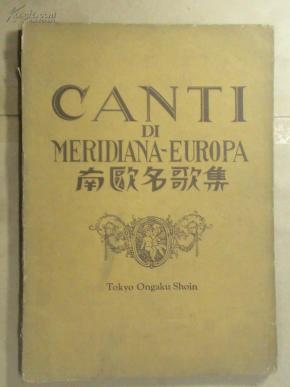 CANTI
DI
MERIDIANA-EUROPA
南歐名歌集
Tokyo Ongaku Shoin